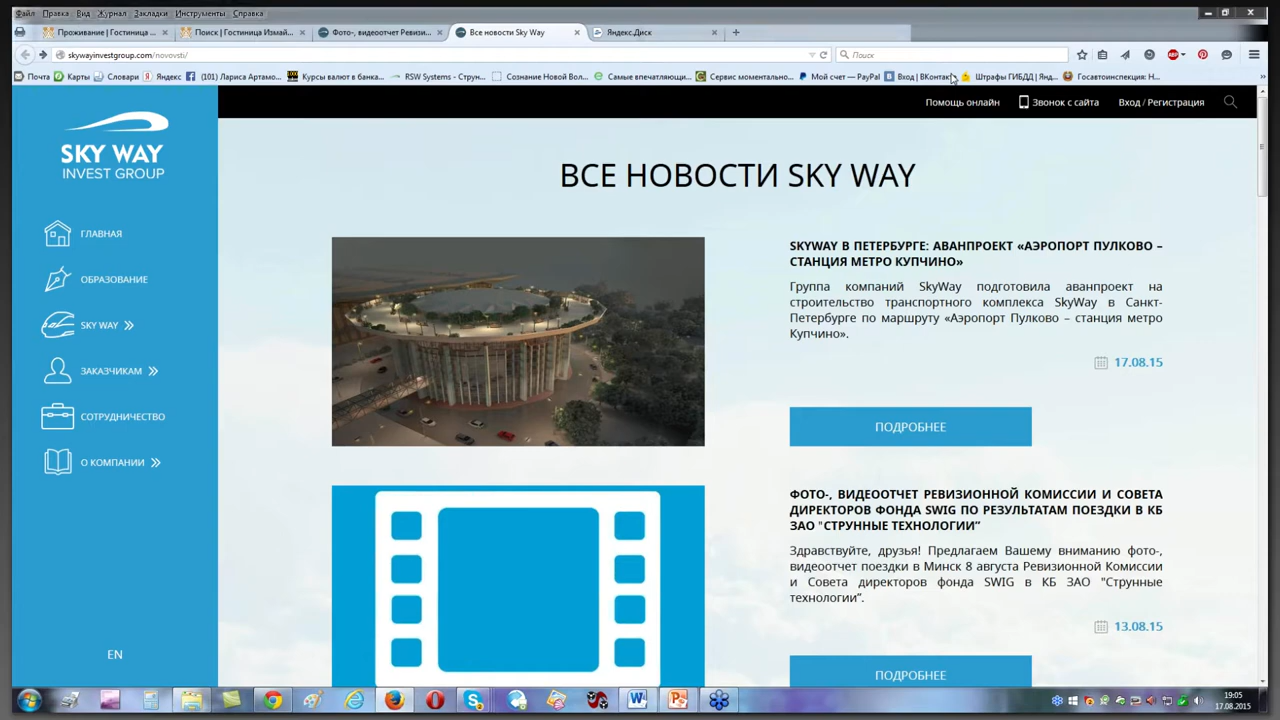 Файл Правка Вид Журнал Закладки Инструменты Справка
Проживание | Гостиница ... Поиск | Гостиница Измай... Фото-, видеоотчет Ревизи... Все новости Sky Way Яндекс.Диск
skywayinvestgroup.com/novovsti/ Поиск
Почта Карты Словари Яндекс (101) Лариса Артамо... Курсы валют в банка... RSW Systems - Струн... Сознание Новой Вол... Самые впечатляющи... Сервис моментально... Мой счет — PayPal Вход | ВКонтакте Штрафы ГИБДД | Янд... Госавтоинспекция: Н...
Помощь онлайн Звонок с сайта Вход / Регистрация
SKY WAY
INVEST GROUP
ГЛАВНАЯ
ОБРАЗОВАНИЕ
SKY WAY
ЗАКАЗЧИКАМ
СОТРУДНИЧЕСТВО
О КОМПАНИИ
EN
ВСЕ НОВОСТИ SKY WAY
SKYWAY В ПЕТЕРБУРГЕ: АВАНПРОЕКТ «АЭРОПОРТ ПУЛКОВО –
СТАНЦИЯ МЕТРО КУПЧИНО»
Группа компаний SkyWay подготовила аванпроект на
строительство транспортного комплекса SkyWay в Санкт-
Петербурге по маршруту «Аэропорт Пулково – станция метро
Купчино».
17.08.15
ПОДРОБНЕЕ
ФОТО-, ВИДЕООТЧЕТ РЕВИЗИОННОЙ КОМИССИИ И СОВЕТА
ДИРЕКТОРОВ ФОНДА SWIG ПО РЕЗУЛЬТАТАМ ПОЕЗДКИ В КБ
ЗАО "СТРУННЫЕ ТЕХНОЛОГИИ"
Здравствуйте, друзья! Предлагаем Вашему вниманию фото-,
видеоотчет поездки в Минск 8 августа Ревизионной Комиссии
и Совета директоров фонда SWIG в КБ ЗАО "Струнные
технологии".
13.08.15
ПОДРОБНЕЕ
19:05
17.08.2015